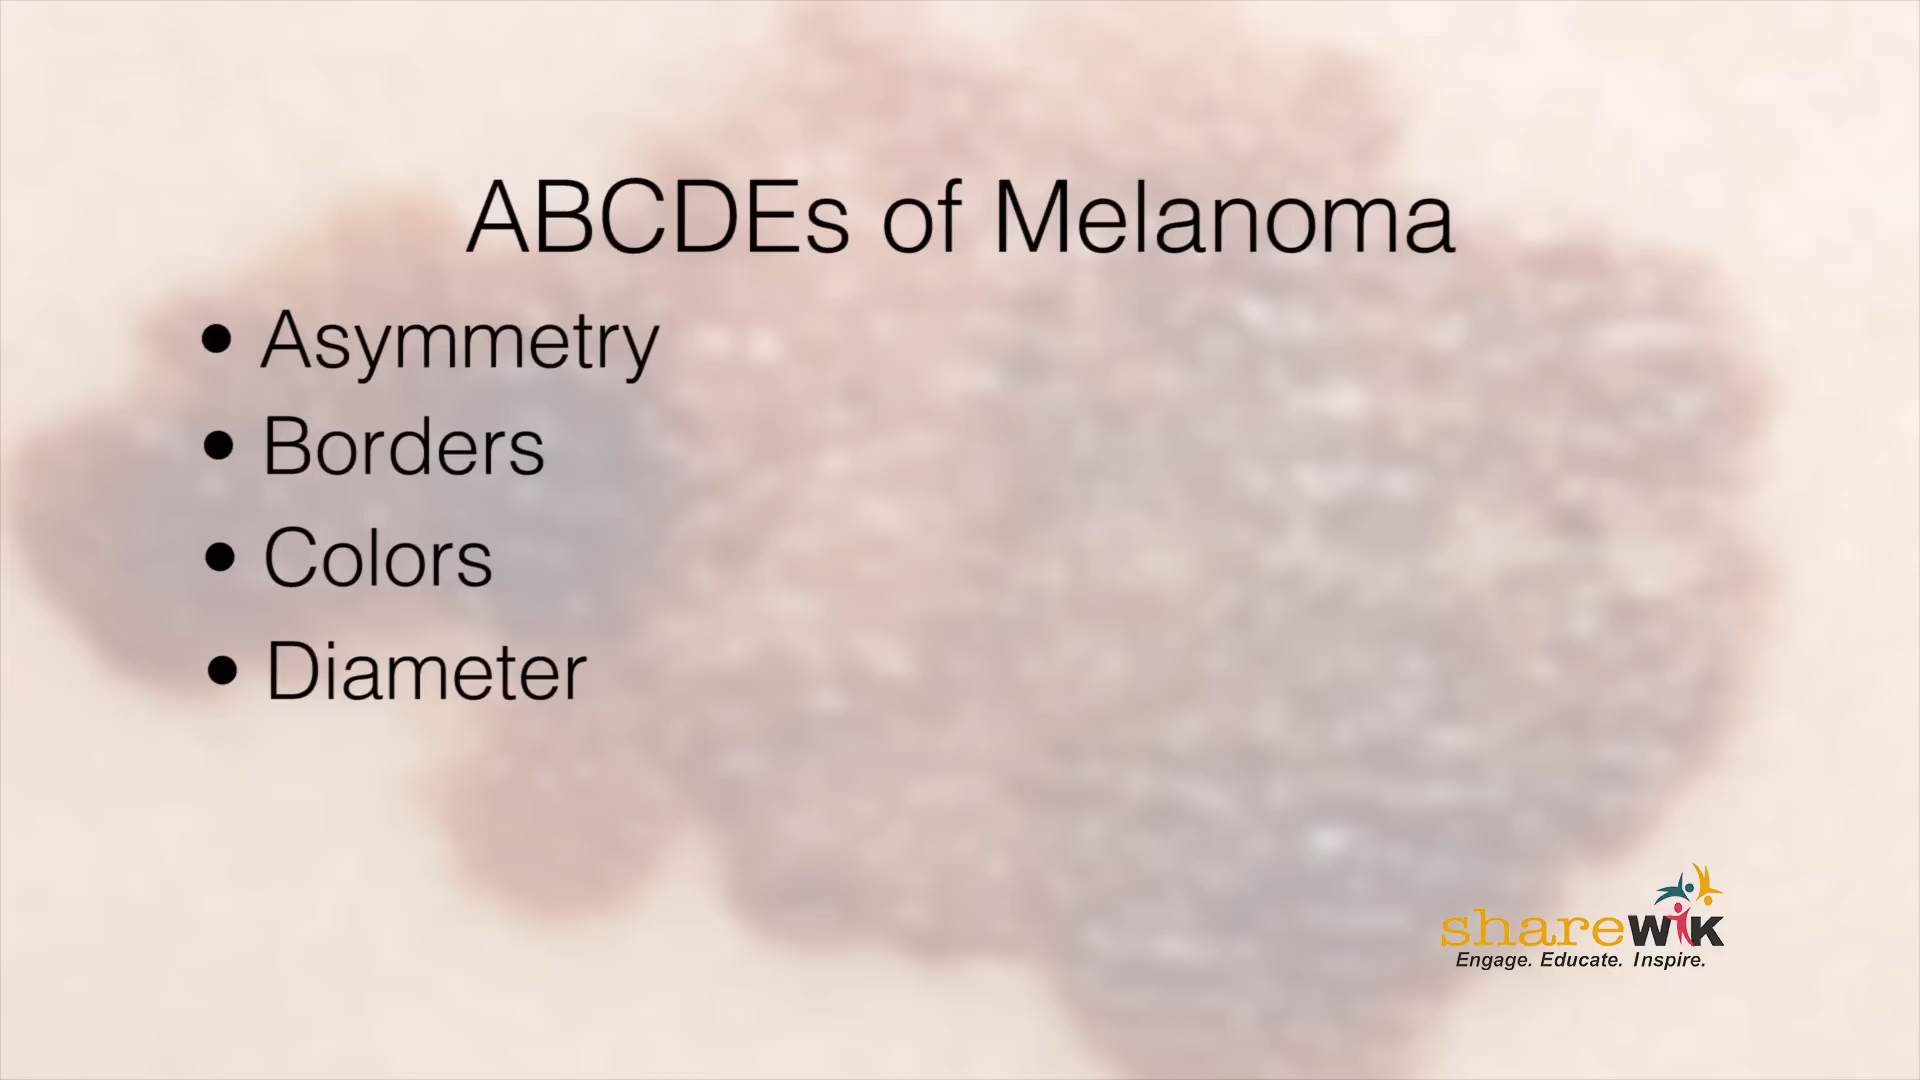 ABCDEs of Melanoma
• Asymmetry
• Borders
• Colors
• Diameter
sharewik
Engage. Educate. Inspire.